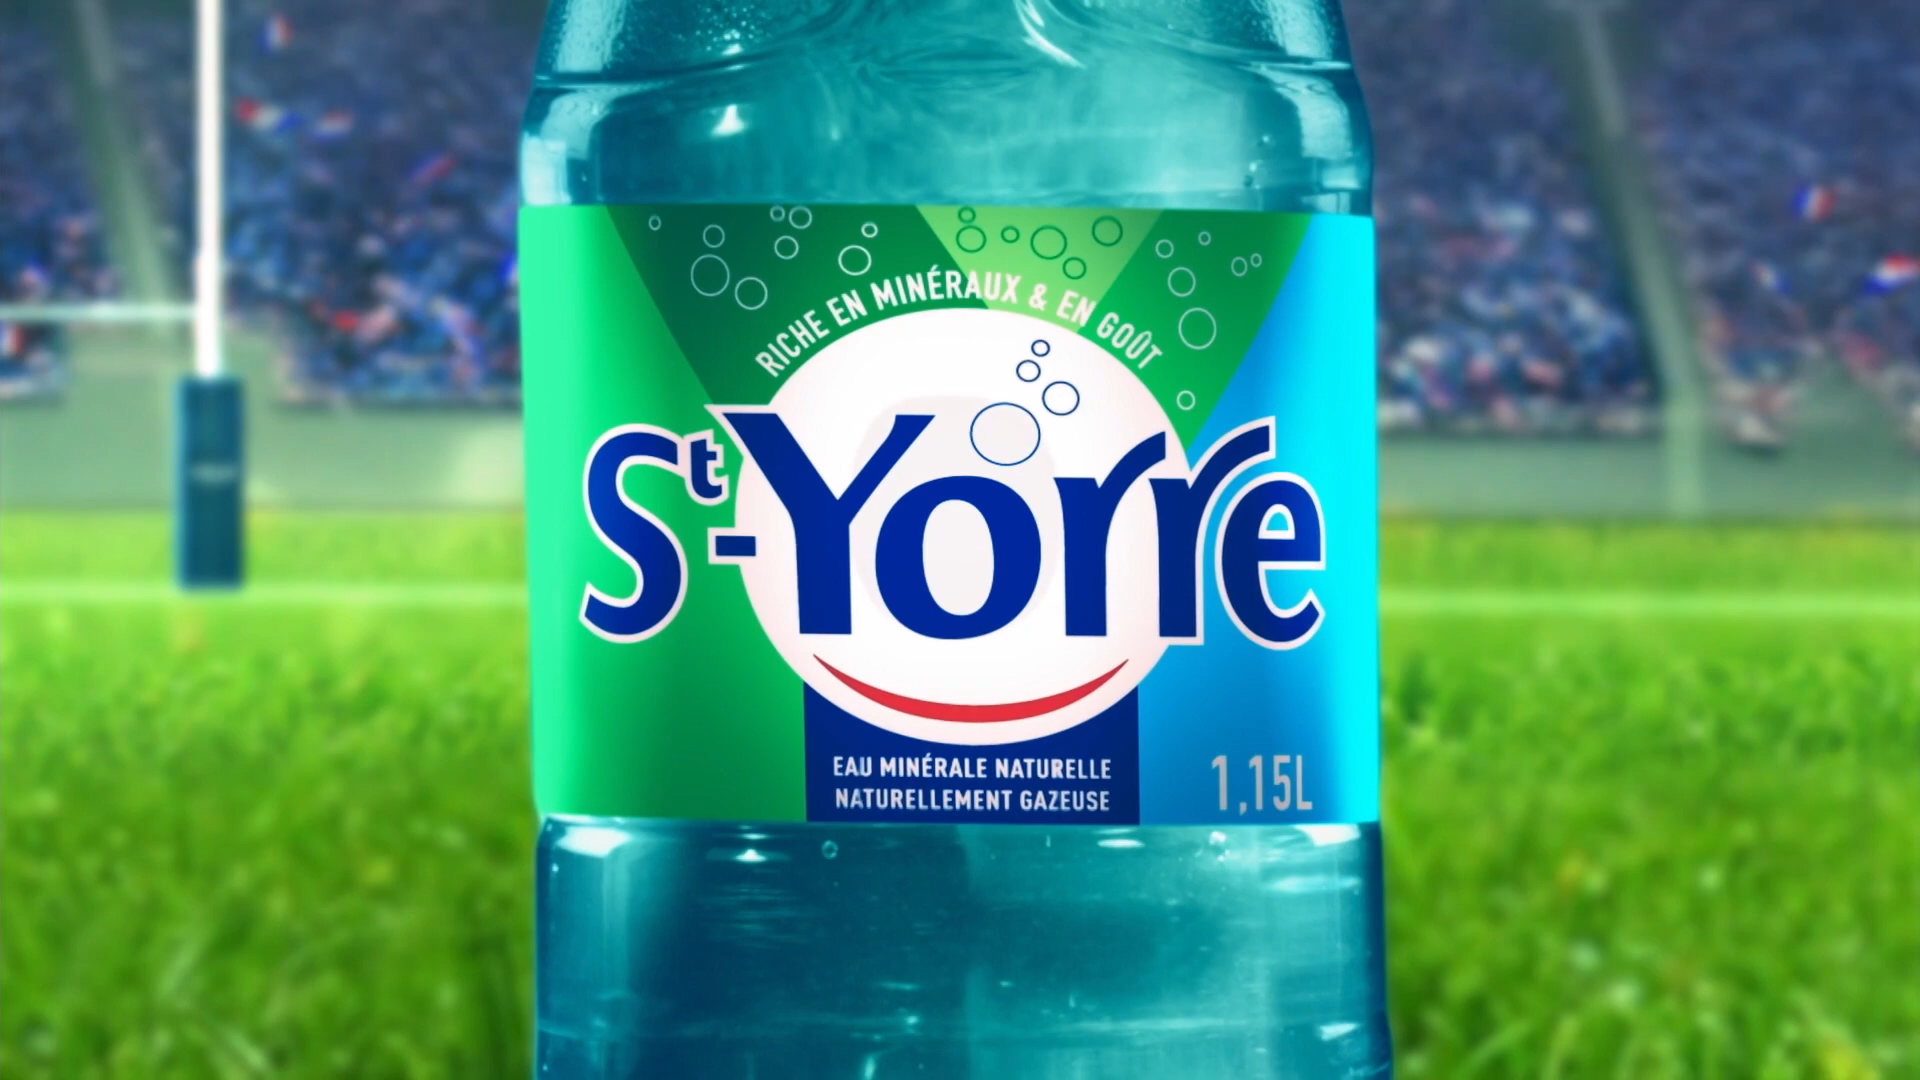 RICHE EN MINÉRAUX & EN GOÛT
St-Yorre
EAU MINÉRALE NATURELLE
NATURELLEMENT GAZEUSE
1,15L